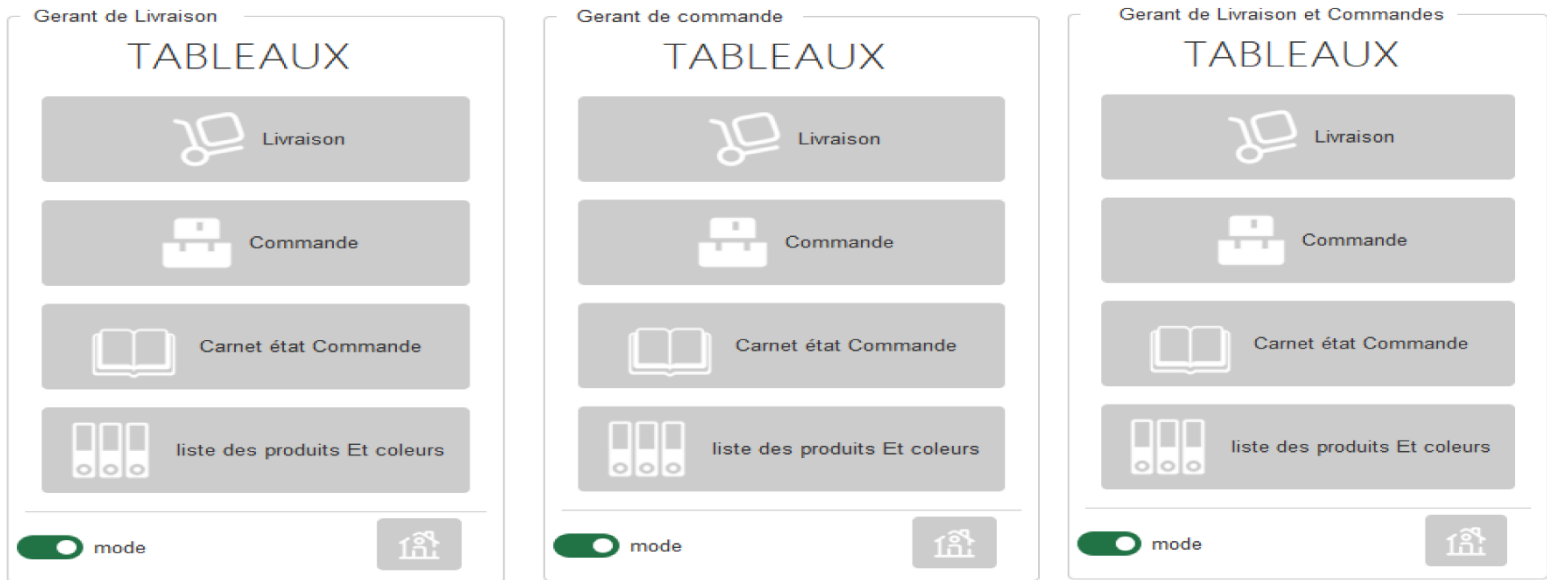 Gerant de Livraison
TABLEAUX
Livraison
Commande
Carnet état Commande
liste des produits Et coleurs
mode
Gerant de commande
TABLEAUX
Livraison
Commande
Carnet état Commande
liste des produits Et coleurs
mode
Gerant de Livraison et Commandes
TABLEAUX
Livraison
Commande
Carnet état Commande
liste des produits Et coleurs
mode